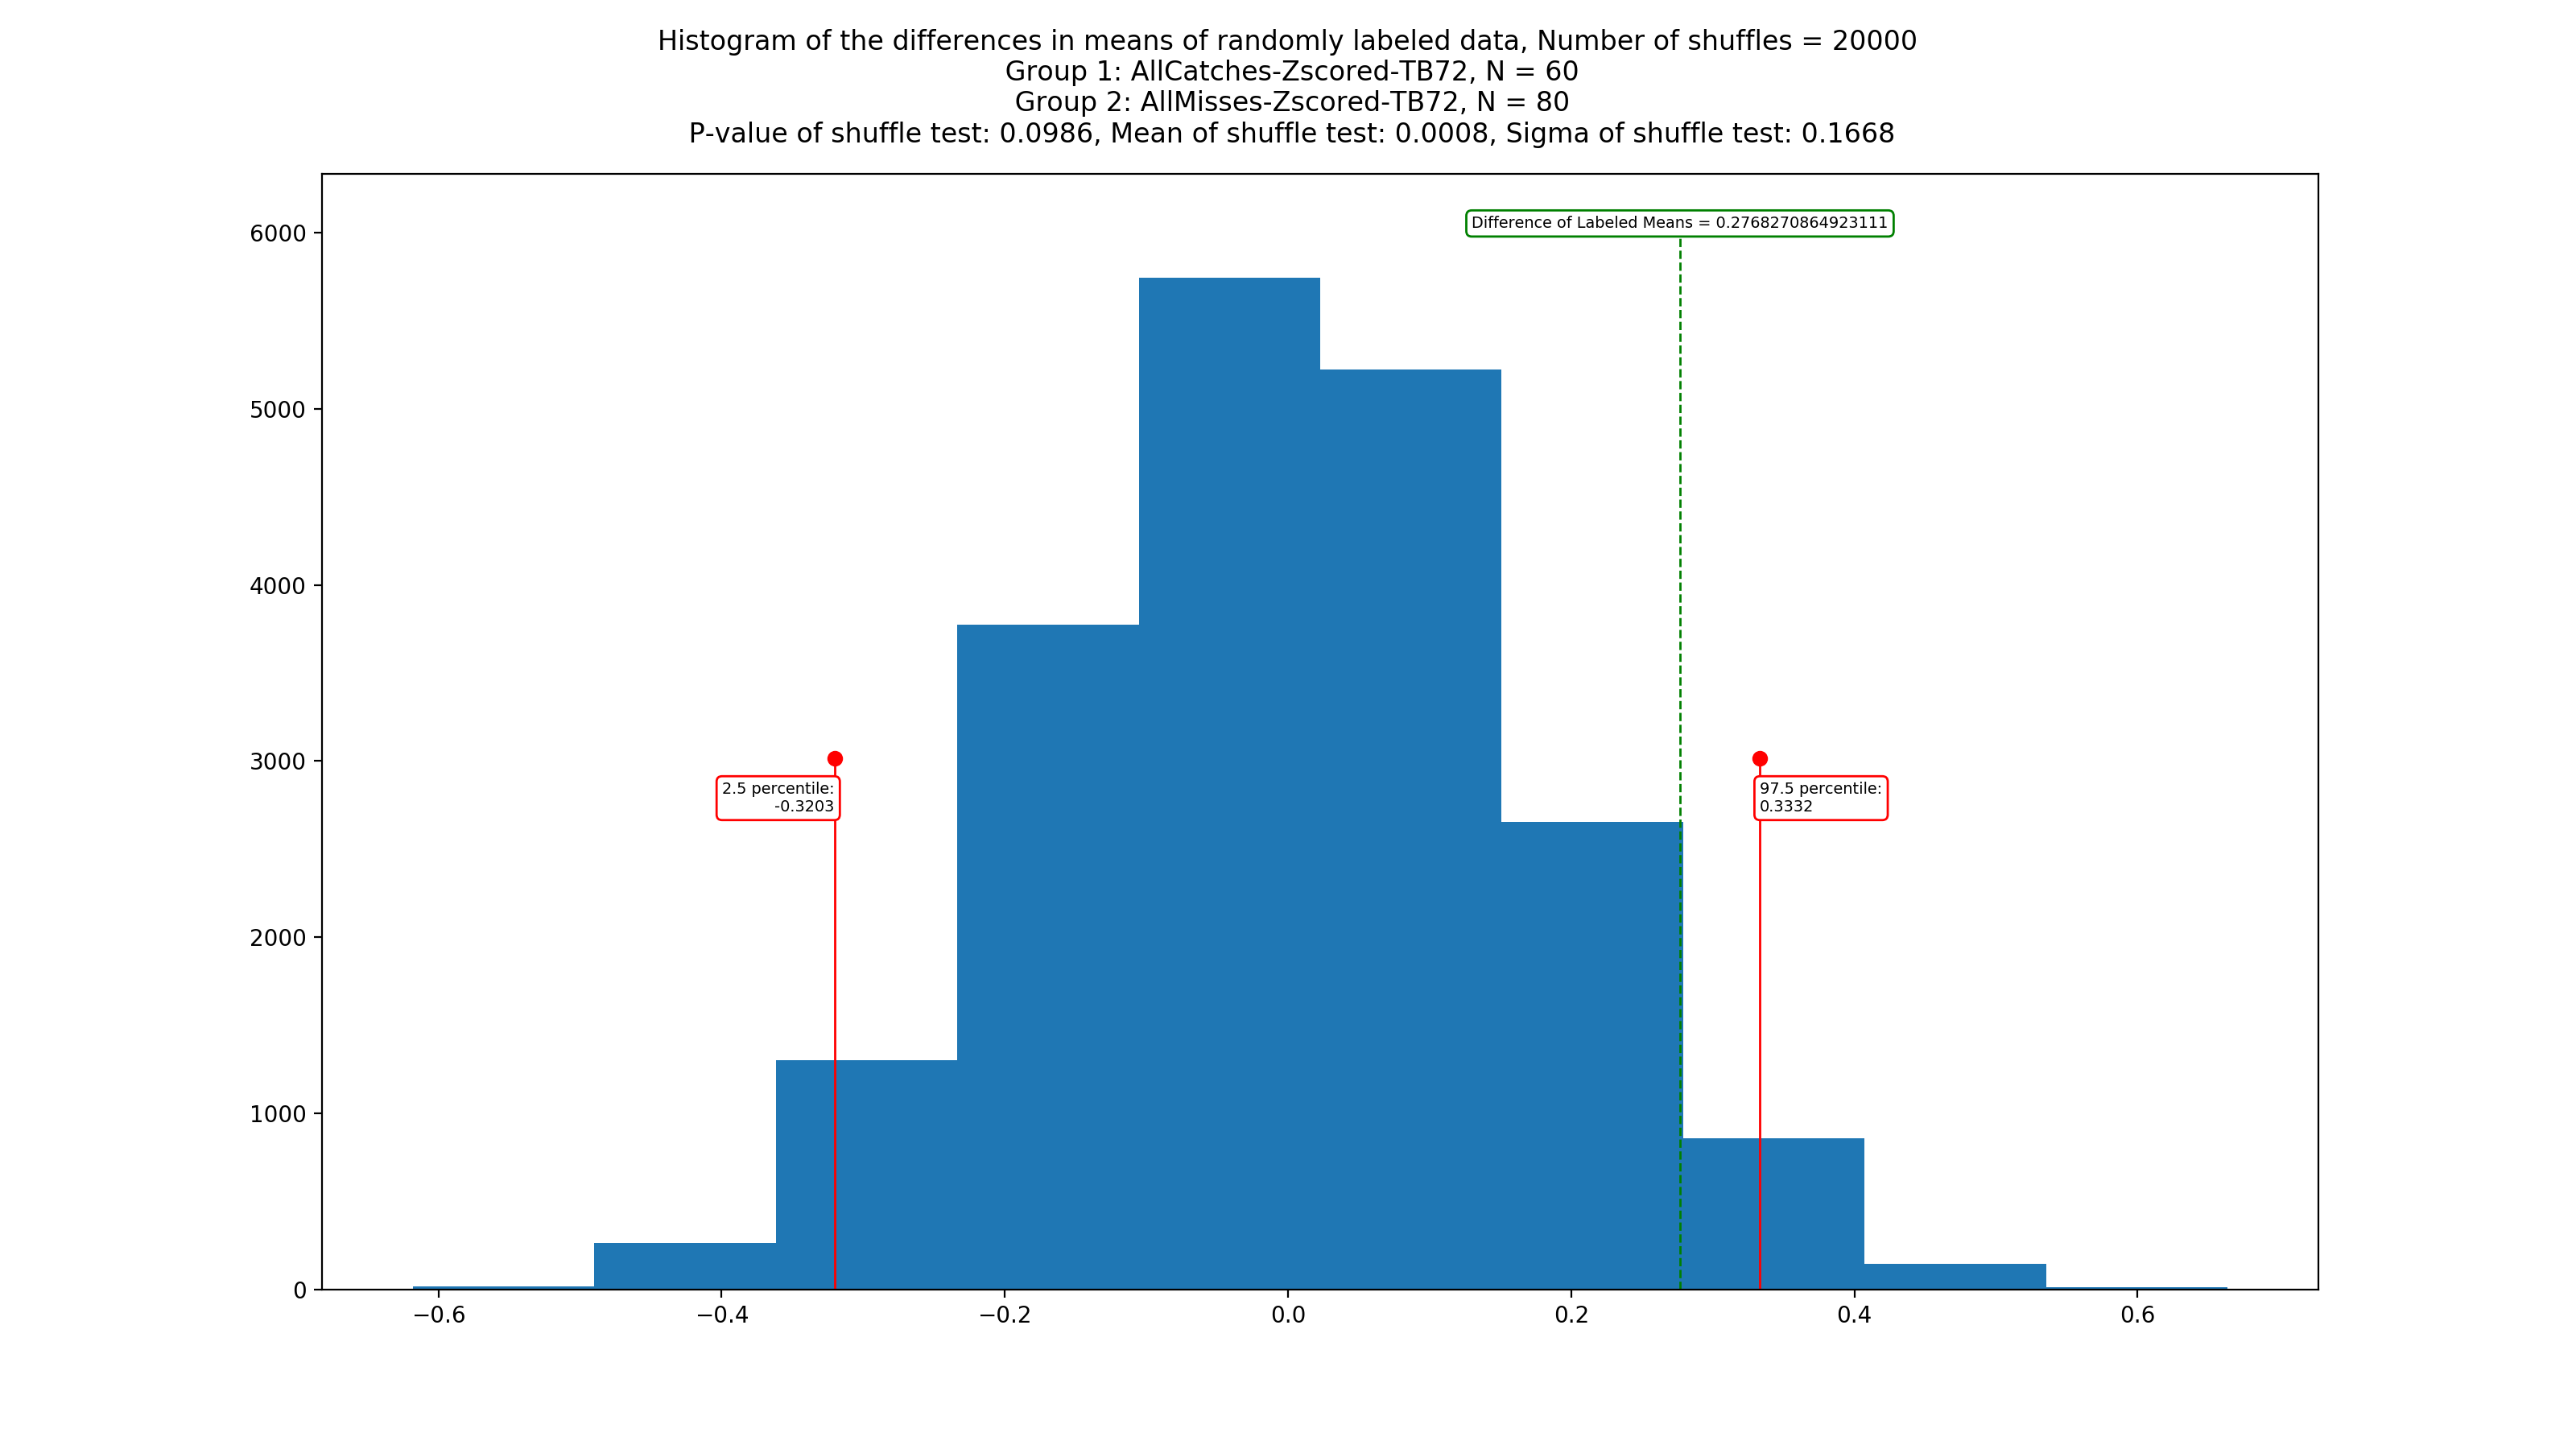 Histogram of the differences in means of randomly labeled data, Number of shuffles = 20000
Group 1: AllCatches-Zscored-TB72, N = 60
Group 2: AllMisses-Zscored-TB72, N = 80
P-value of shuffle test: 0.0986, Mean of shuffle test: 0.0008, Sigma of shuffle test: 0.1668
Difference of Labeled Means = 0.2768270864923111
6000
5000
4000
3000
2000
1000
0
2.5 percentile:
-0.3203
97.5 percentile:
0.3332
−0.6
−0.4
−0.2
0.0
0.2
0.4
0.6